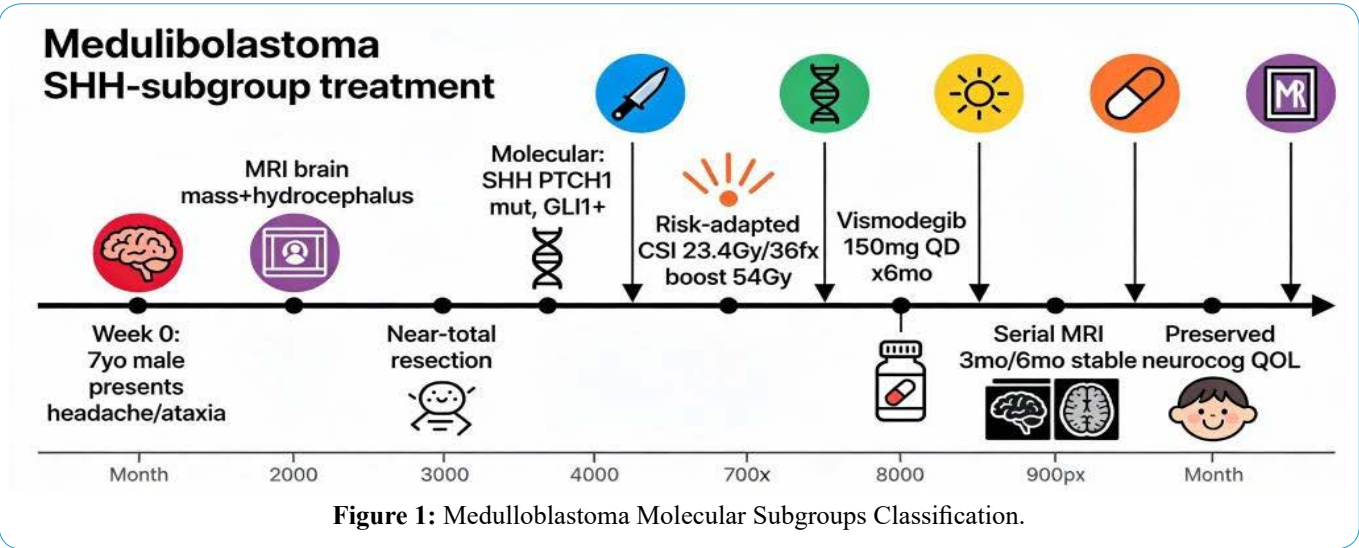 Medulibolastoma
SHH-subgroup treatment
MRI brain
mass+hydrocephalus
Molecular:
SHH PTCH1
mut, GLI1+
Risk-adapted
CSI 23.4Gy/36fx
boost 54Gy
Vismodegib
150mg QD
x6mo
MR
Week 0:
7yo male
presents
headache/ataxia
Near-total
resection
Serial MRI
3mo/6mo stable
Preserved
neurocog QOL
Month
2000
3000
4000
700x
8000
900px
Month
Figure 1: Medulloblastoma Molecular Subgroups Classification.